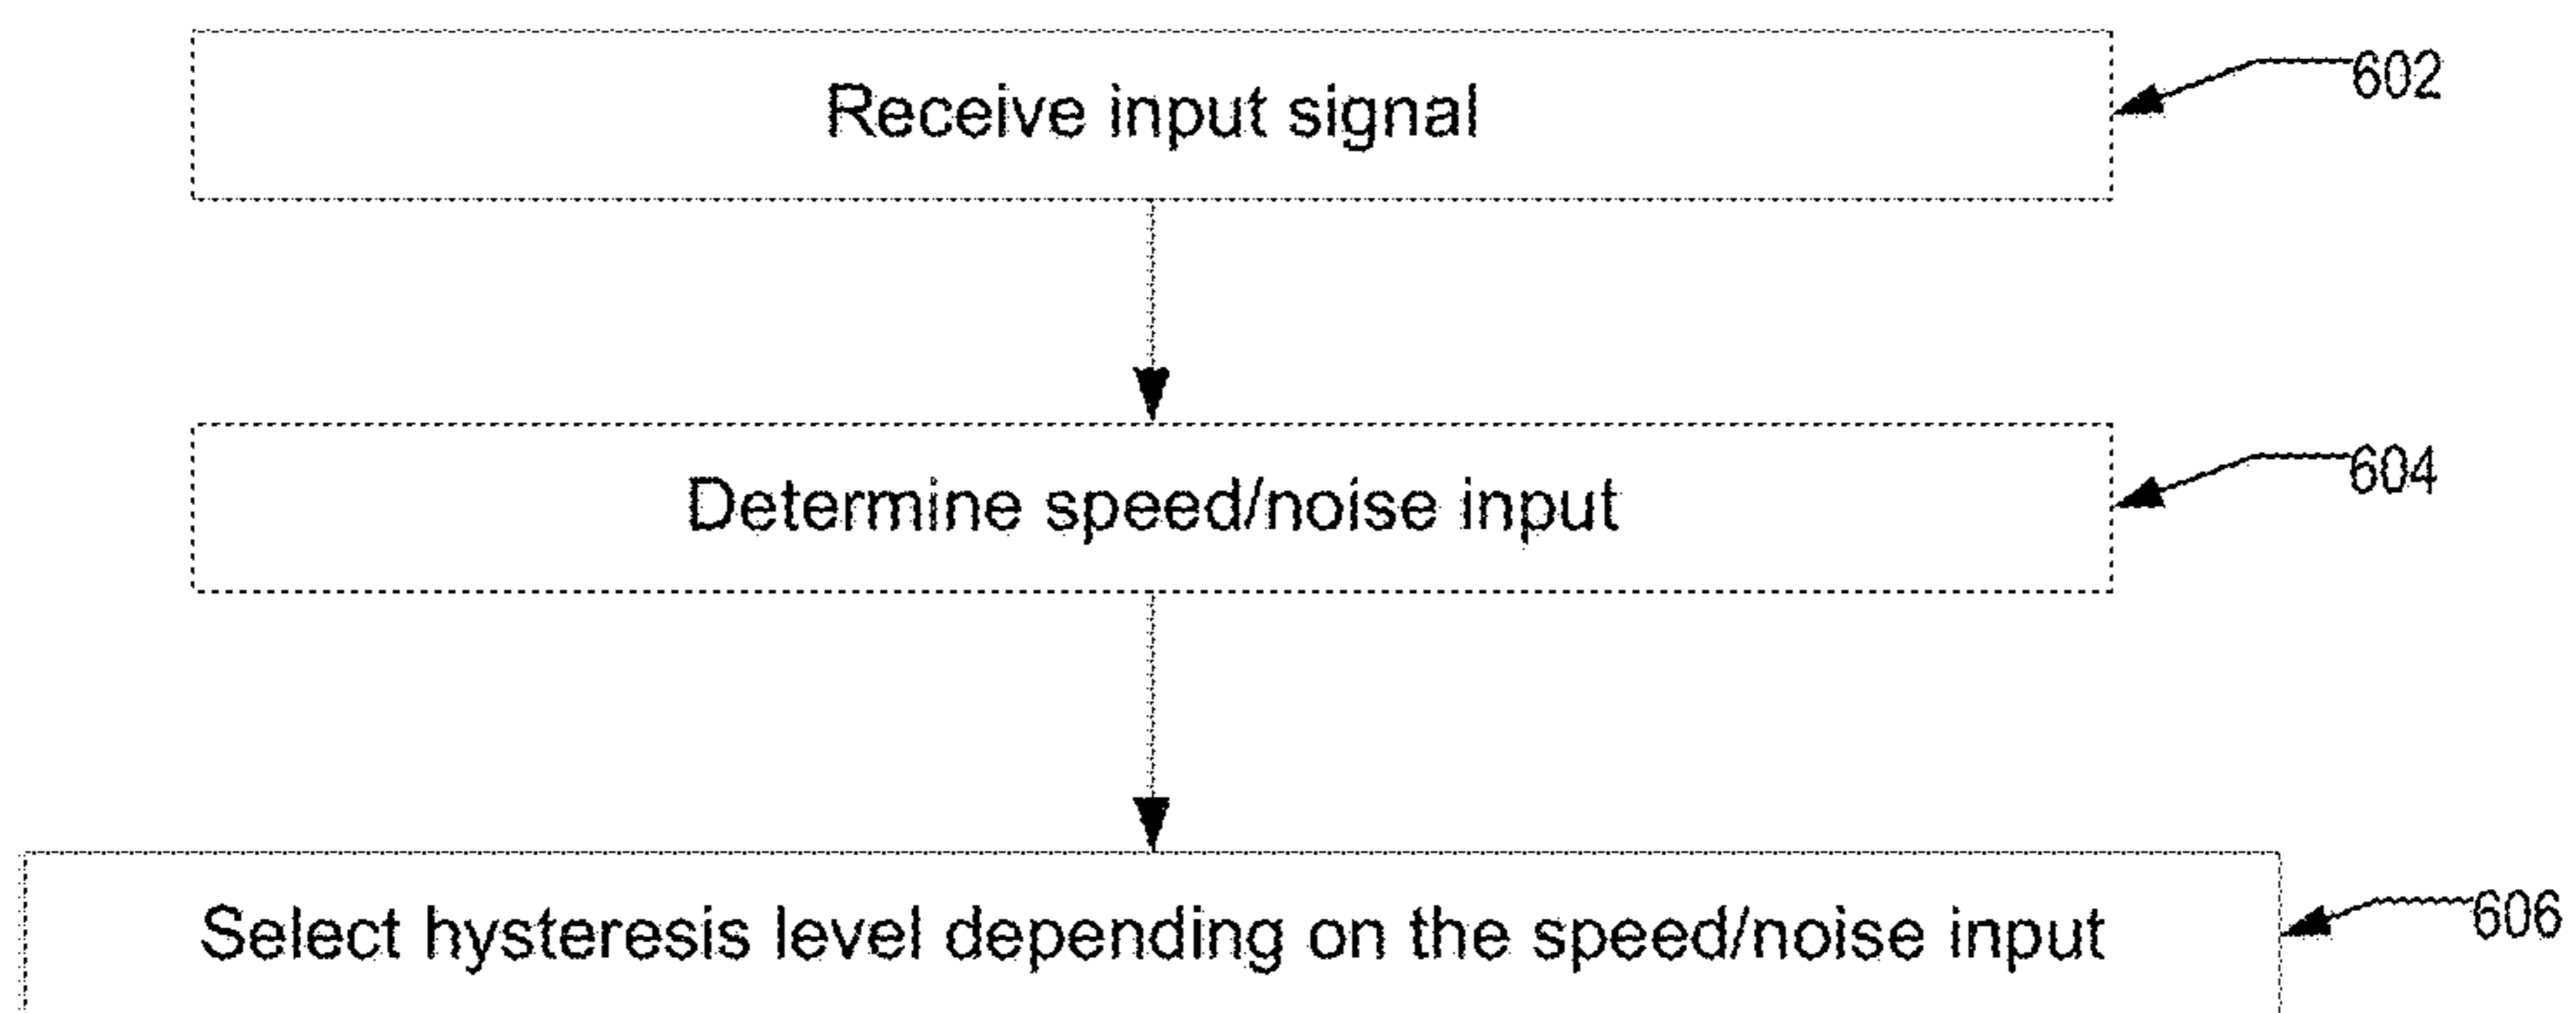 Receive input signal
602
Determine speed/noise input
604
Select hysteresis level depending on the speed/noise input
606